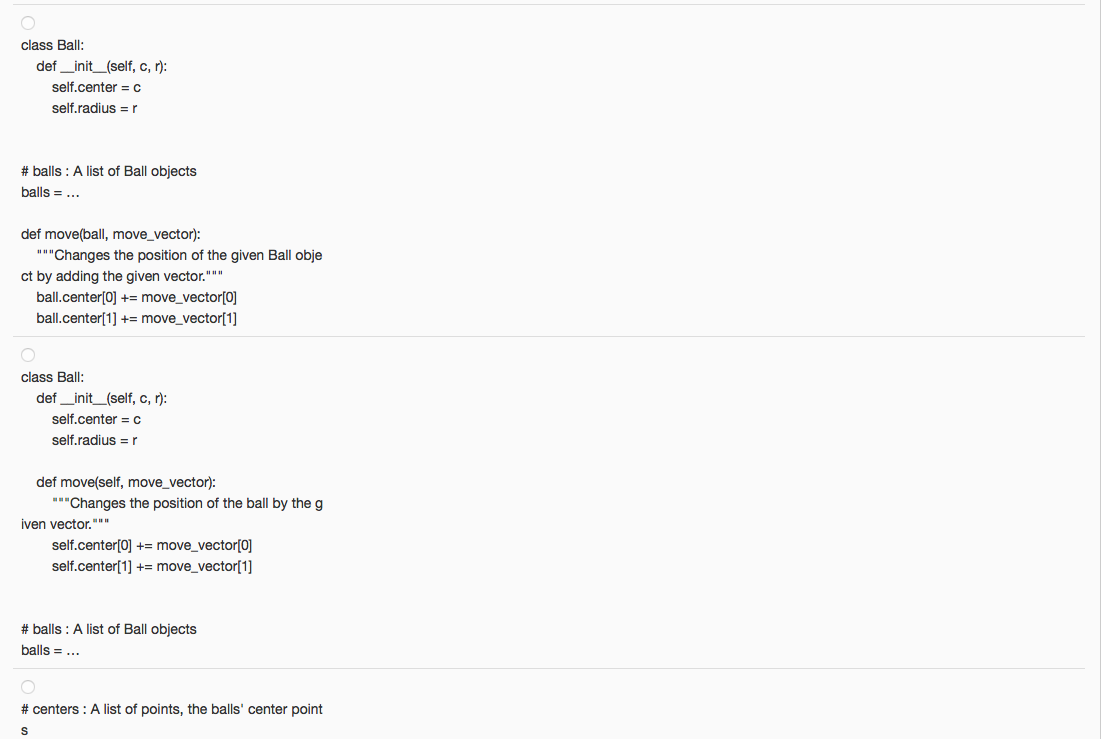 class Ball:
    def __init__(self, c, r):
        self.center = c
        self.radius = r
# balls : A list of Ball objects
balls = …
def move(ball, move_vector):
    """Changes the position of the given Ball obje
ct by adding the given vector."""
    ball.center[0] += move_vector[0]
    ball.center[1] += move_vector[1]
class Ball:
    def __init__(self, c, r):
        self.center = c
        self.radius = r
    def move(self, move_vector):
        """Changes the position of the ball by the g
iven vector."""
        self.center[0] += move_vector[0]
        self.center[1] += move_vector[1]
# balls : A list of Ball objects
balls = …
# centers : A list of points, the balls' center point
s